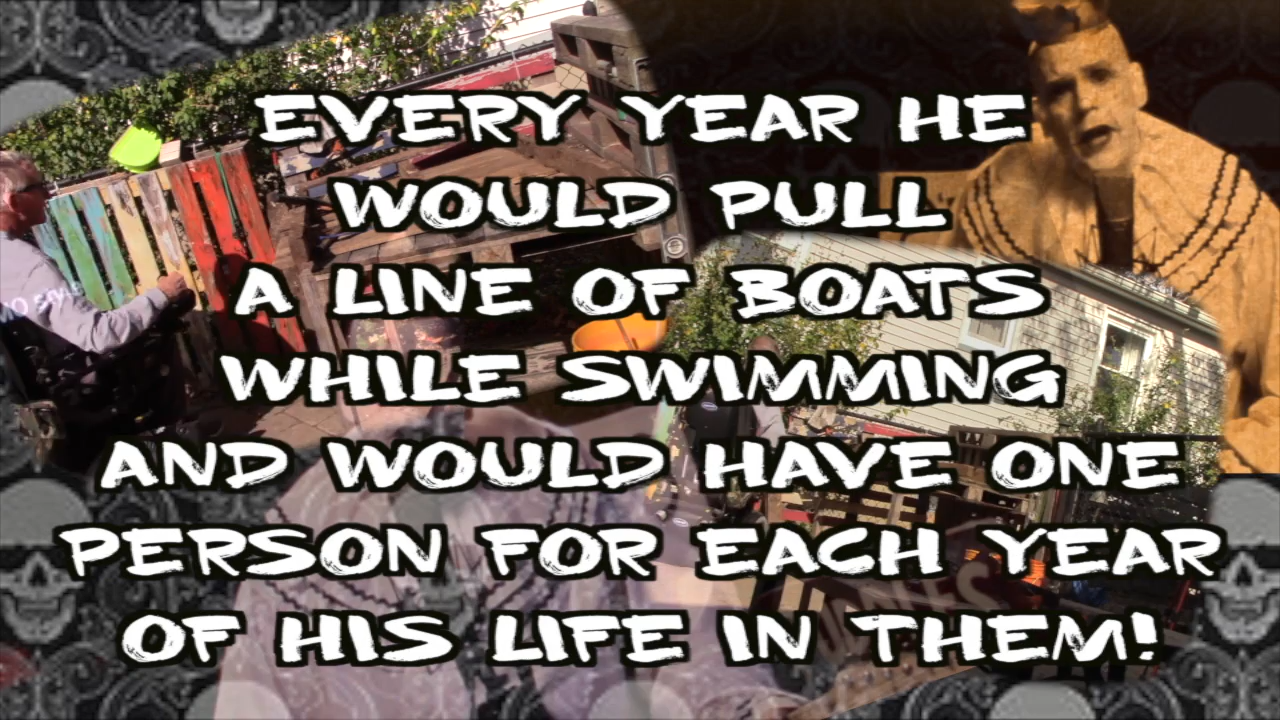 EVERY YEAR HE
WOULD PULL
A LINE OF BOATS
WHILE SWIMMING
AND WOULD HAVE ONE
PERSON FOR EACH YEAR
OF HIS LIFE IN THEM!